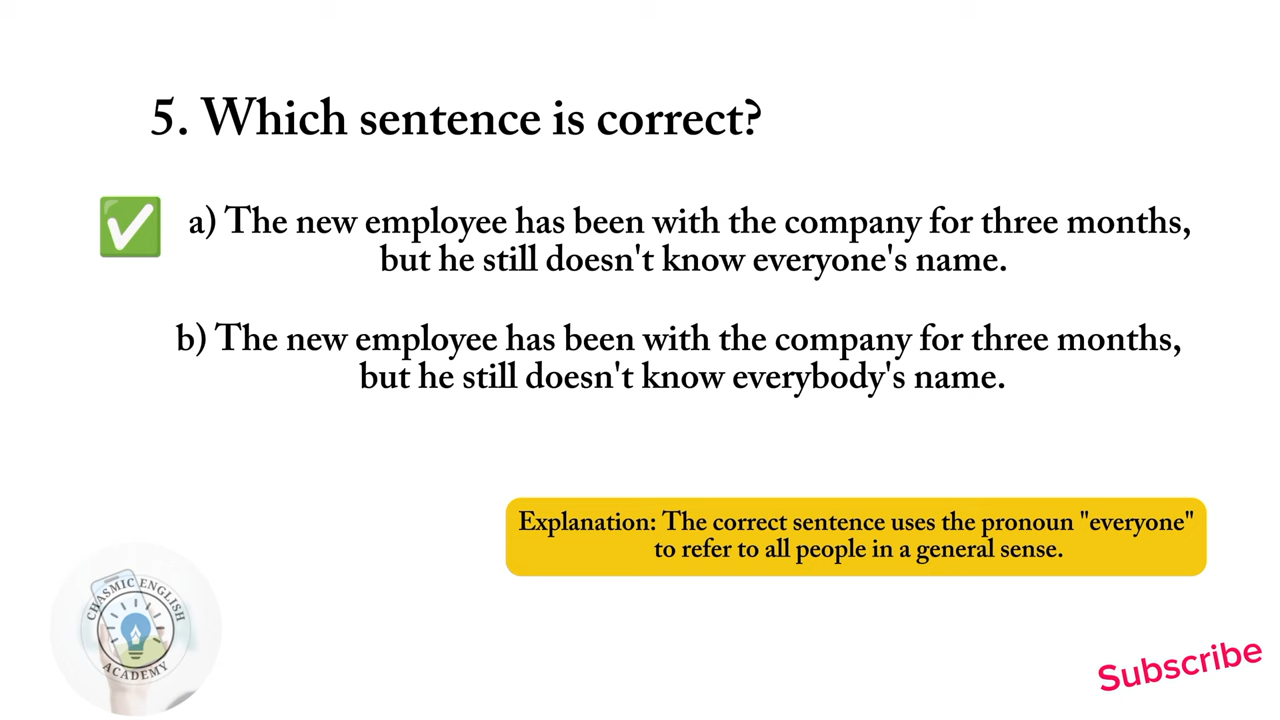 5. Which sentence is correct?
✅ a) The new employee has been with the company for three months,
but he still doesn't know everyone's name.
b) The new employee has been with the company for three months,
but he still doesn't know everybody's name.
Explanation: The correct sentence uses the pronoun "everyone"
to refer to all people in a general sense.
CHASMIC ENGLISH
ACADEMY
Subscribe